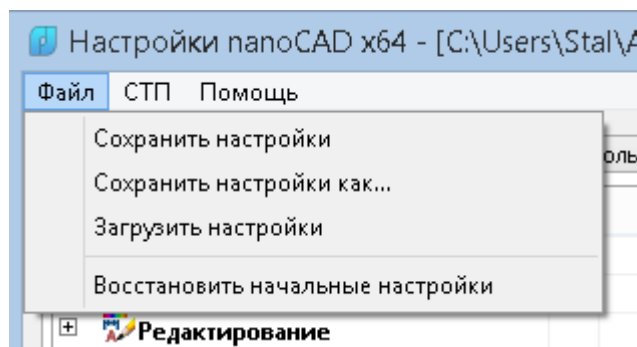 Настройки nanoCAD x64 - [C:\Users\Stal\A
Файл СТП Помощь
Сохранить настройки
Сохранить настройки как...
Загрузить настройки
Восстановить начальные настройки
Редактирование